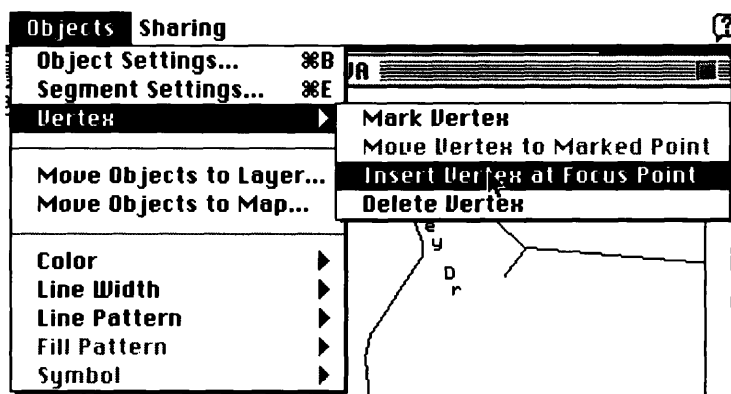 Objects Sharing
Object Settings... ⌘B
Segment Settings... ⌘E
Vertex
Move Objects to Layer...
Move Objects to Map...
Color
Line Width
Line Pattern
Fill Pattern
Symbol
VA
Mark Vertex
Move Vertex to Marked Point
Insert Vertex at Focus Point
Delete Vertex
e
y
D
r